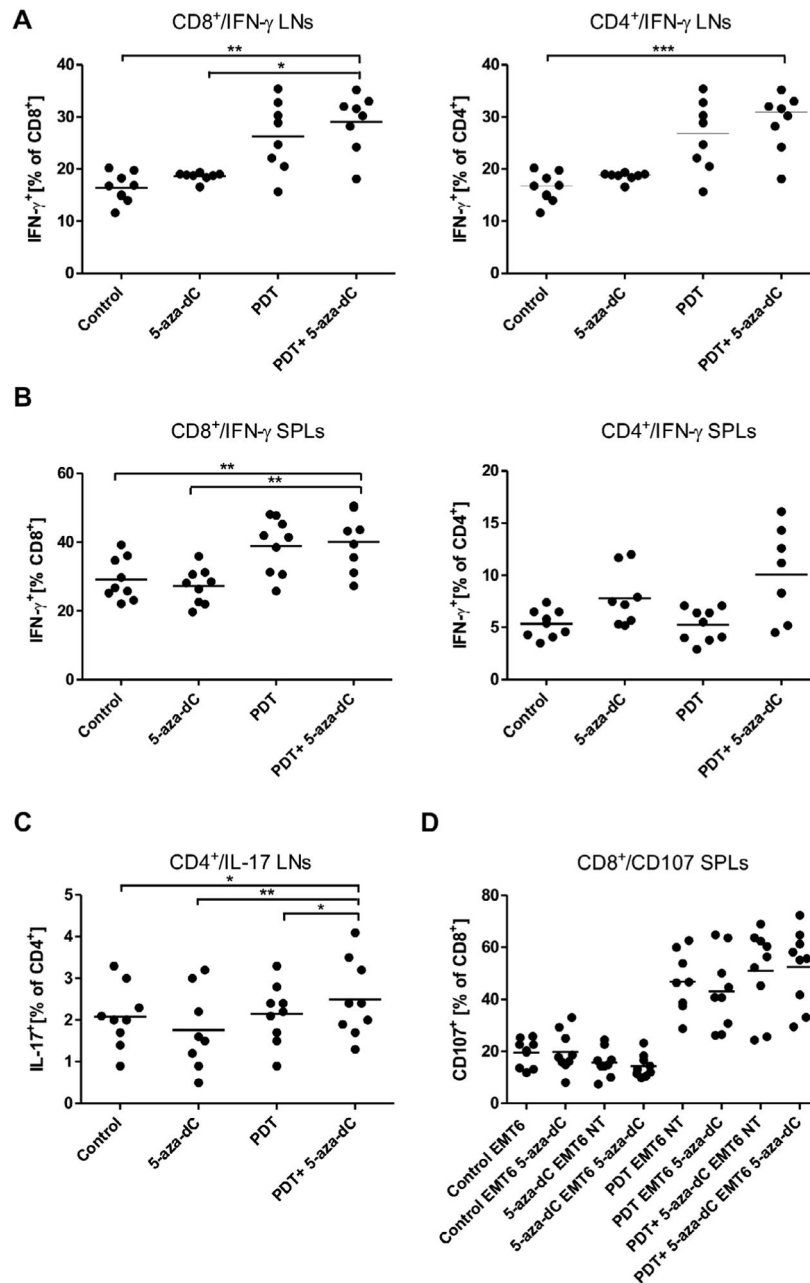 A
CD8+/IFN-γ LNs
**
*
IFN-γ+[% of CD8+]
40
30
20
10
0
Control
5-aza-dC
PDT
PDT+ 5-aza-dC
CD4+/IFN-γ LNs
***
IFN-γ+[% of CD4+]
40
30
20
10
0
Control
5-aza-dC
PDT
PDT+ 5-aza-dC
B
CD8+/IFN-γ SPLs
**
**
IFN-γ+[% CD8+]
60
40
20
0
Control
5-aza-dC
PDT
PDT+ 5-aza-dC
CD4+/IFN-γ SPLs
IFN-γ+[% of CD4+]
20
15
10
5
0
Control
5-aza-dC
PDT
PDT+ 5-aza-dC
C
CD4+/IL-17 LNs
*
**
*
IL-17+[% of CD4+]
5
4
3
2
1
0
Control
5-aza-dC
PDT
PDT+ 5-aza-dC
D
CD8+/CD107 SPLs
CD107+ [% of CD8+]
80
60
40
20
0
Control EMT6
Control EMT6 5-aza-dC
5-aza-dC EMT6 NT
5-aza-dC EMT6 5-aza-dC
PDT EMT6 NT
PDT EMT6 5-aza-dC
PDT+ 5-aza-dC EMT6 NT
PDT+ 5-aza-dC EMT6 5-aza-dC